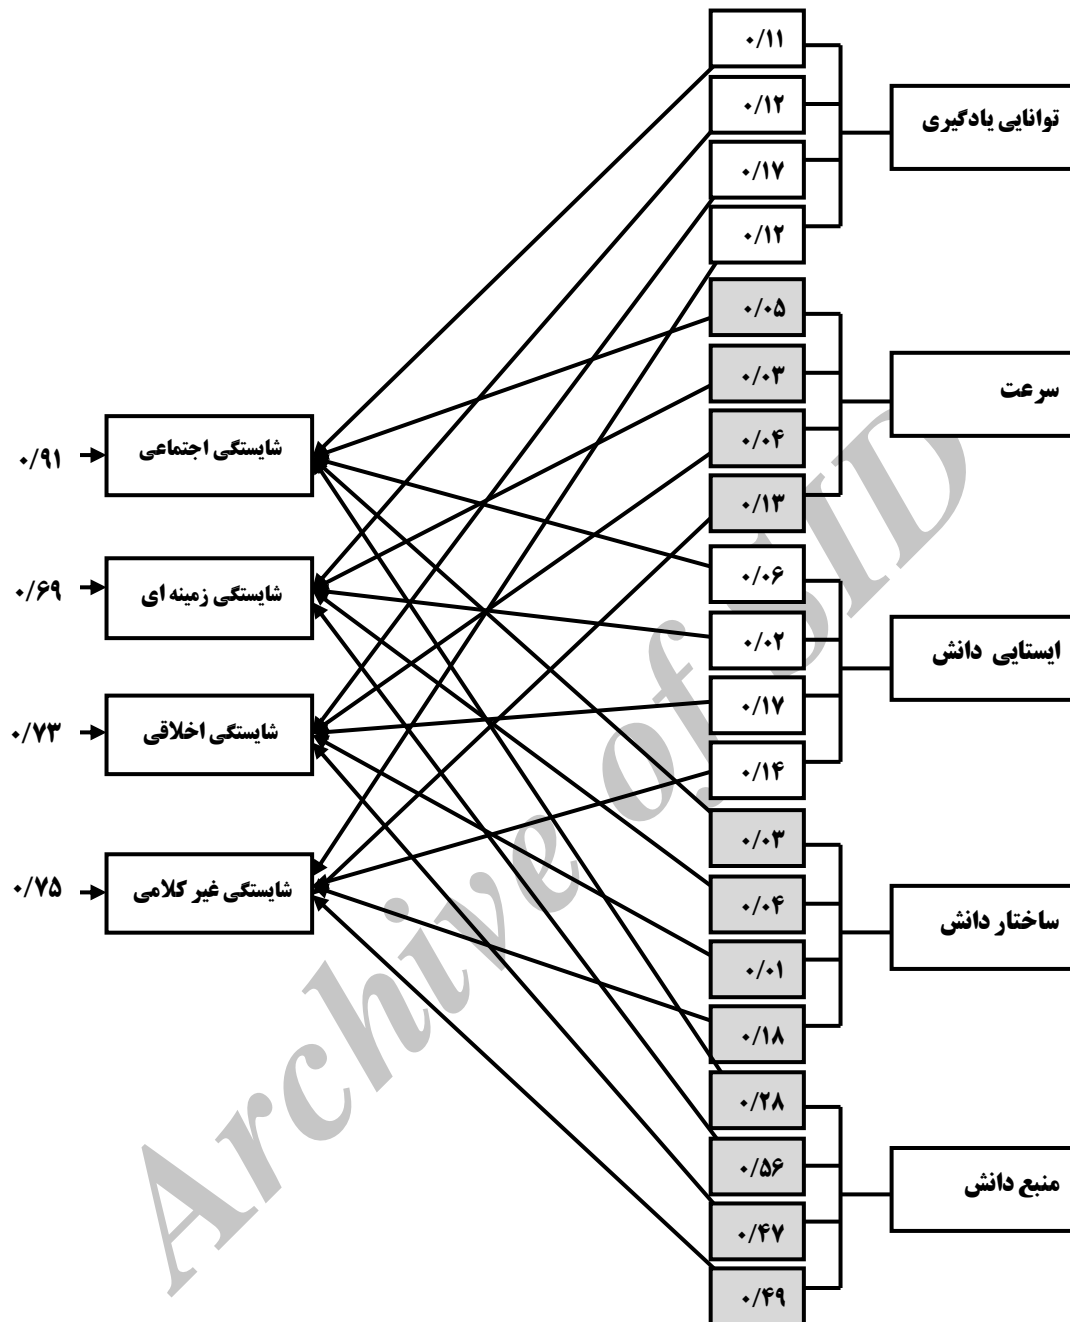 توانایی یادگیری
۰/۱۱
۰/۱۲
۰/۱۷
۰/۱۲
سرعت
۰/۰۵
۰/۰۳
۰/۰۴
۰/۱۳
ایستایی دانش
۰/۰۶
۰/۰۲
۰/۱۷
۰/۱۴
ساختار دانش
۰/۰۳
۰/۰۴
۰/۰۱
۰/۱۸
منبع دانش
۰/۲۸
۰/۵۶
۰/۴۷
۰/۴۹
شایستگی اجتماعی
۰/۹۱
شایستگی زمینه ای
۰/۶۹
شایستگی اخلاقی
۰/۷۳
شایستگی غیر کلامی
۰/۷۵
Archive of SID